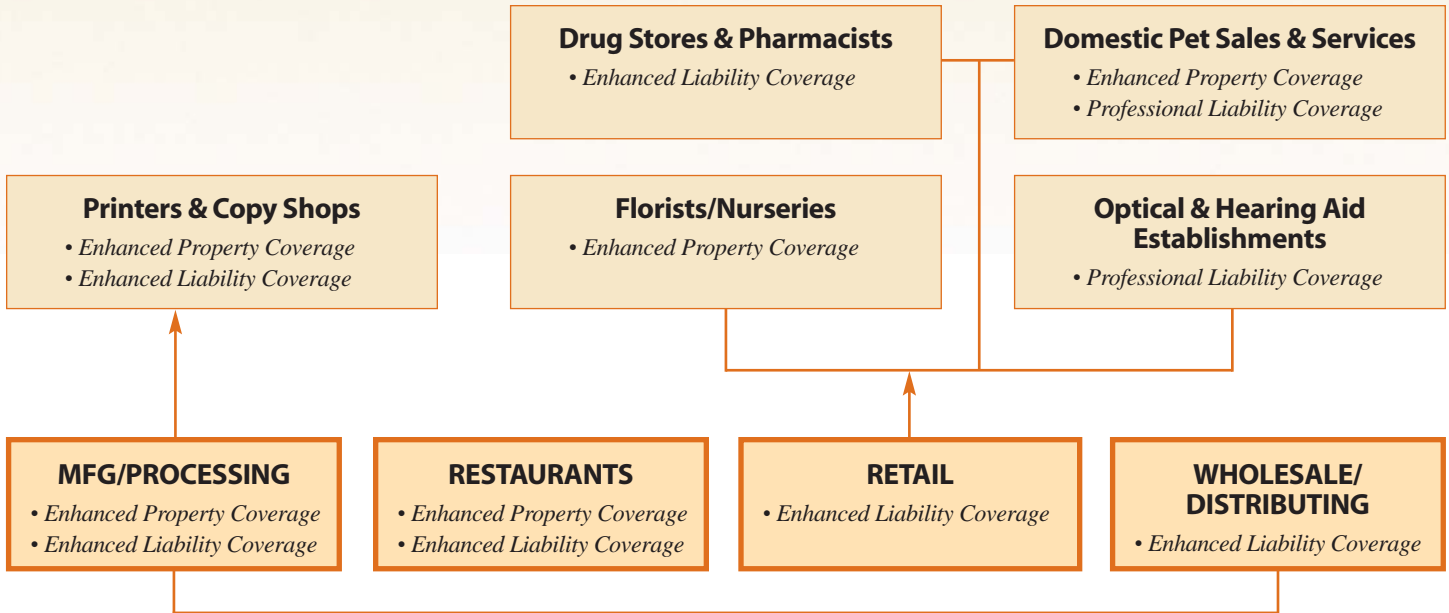 Drug Stores & Pharmacists
• Enhanced Liability Coverage
Domestic Pet Sales & Services
• Enhanced Property Coverage
• Professional Liability Coverage
Printers & Copy Shops
• Enhanced Property Coverage
• Enhanced Liability Coverage
Florists/Nurseries
• Enhanced Property Coverage
Optical & Hearing Aid
Establishments
• Professional Liability Coverage
MFG/PROCESSING
• Enhanced Property Coverage
• Enhanced Liability Coverage
RESTAURANTS
• Enhanced Property Coverage
• Enhanced Liability Coverage
RETAIL
• Enhanced Liability Coverage
WHOLESALE/
DISTRIBUTING
• Enhanced Liability Coverage